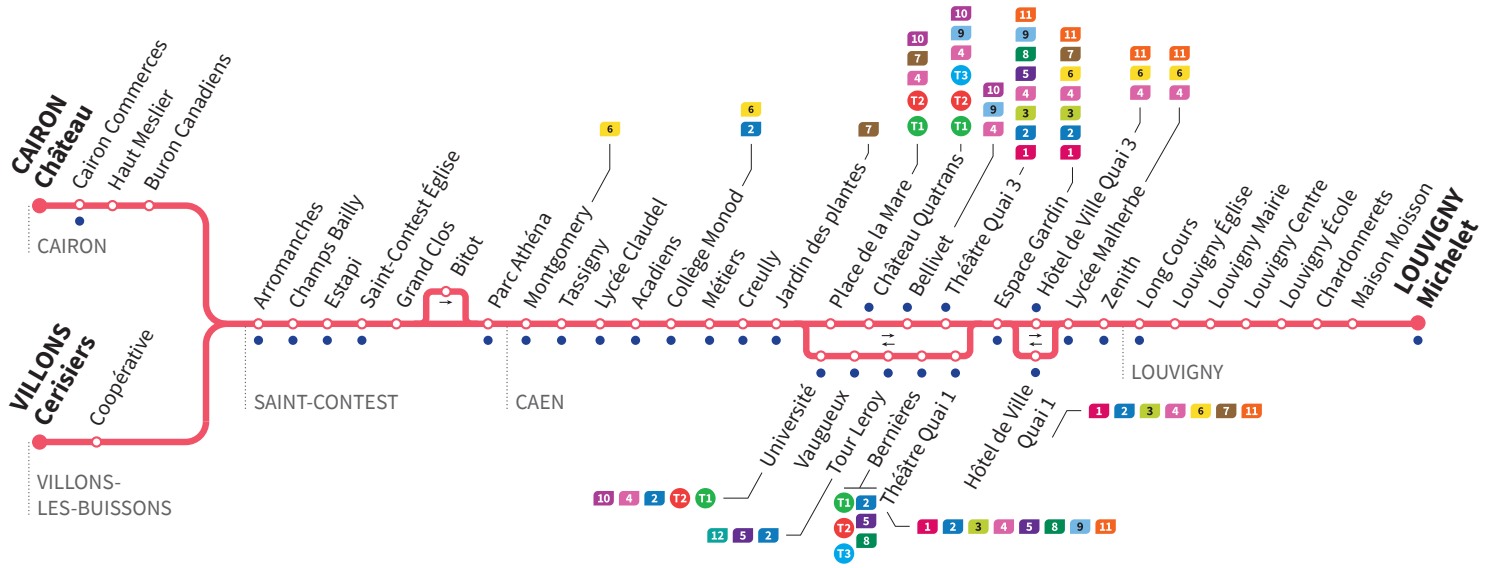 CAIRON
Château
Cairon Commerces
Haut Meslier
Buron Canadiens
CAIRON
VILLONS
Cerisiers
Coopérative
VILLONS-
LES-BUISSONS
Arromanches
Champs Bailly
Estapi
Saint-Contest Église
Grand Clos
Bitot
SAINT-CONTEST
Parc Athéna
Montgomery
6
Tassigny
Lycée Claudel
Acadiens
Collège Monod
6
2
Métiers
Creully
Jardin des plantes
7
CAEN
Place de la Mare
10
7
4
T2
T1
Château Quatrans
10
9
4
T3
T2
T1
Bellivet
10
9
4
Théâtre Quai 3
11
9
8
5
4
3
2
1
Espace Gardin
11
7
6
4
3
2
1
Hôtel de Ville Quai 3
11
6
4
Lycée Malherbe
11
6
4
Zenith
Long Cours
Louvigny Église
Louvigny Mairie
Louvigny Centre
Louvigny École
Chardonnerets
Maison Moisson
LOUVIGNY
Michelet
LOUVIGNY
Université
10 4 2 T2 T1
Vaugueux
Tour Leroy
12 5 2
Bernières
T1 2
T2 5
T3 8
Théâtre Quai 1
1 2 3 4 5 8 9 11
Hôtel de Ville
Quai 1
1 2 3 4 6 7 11